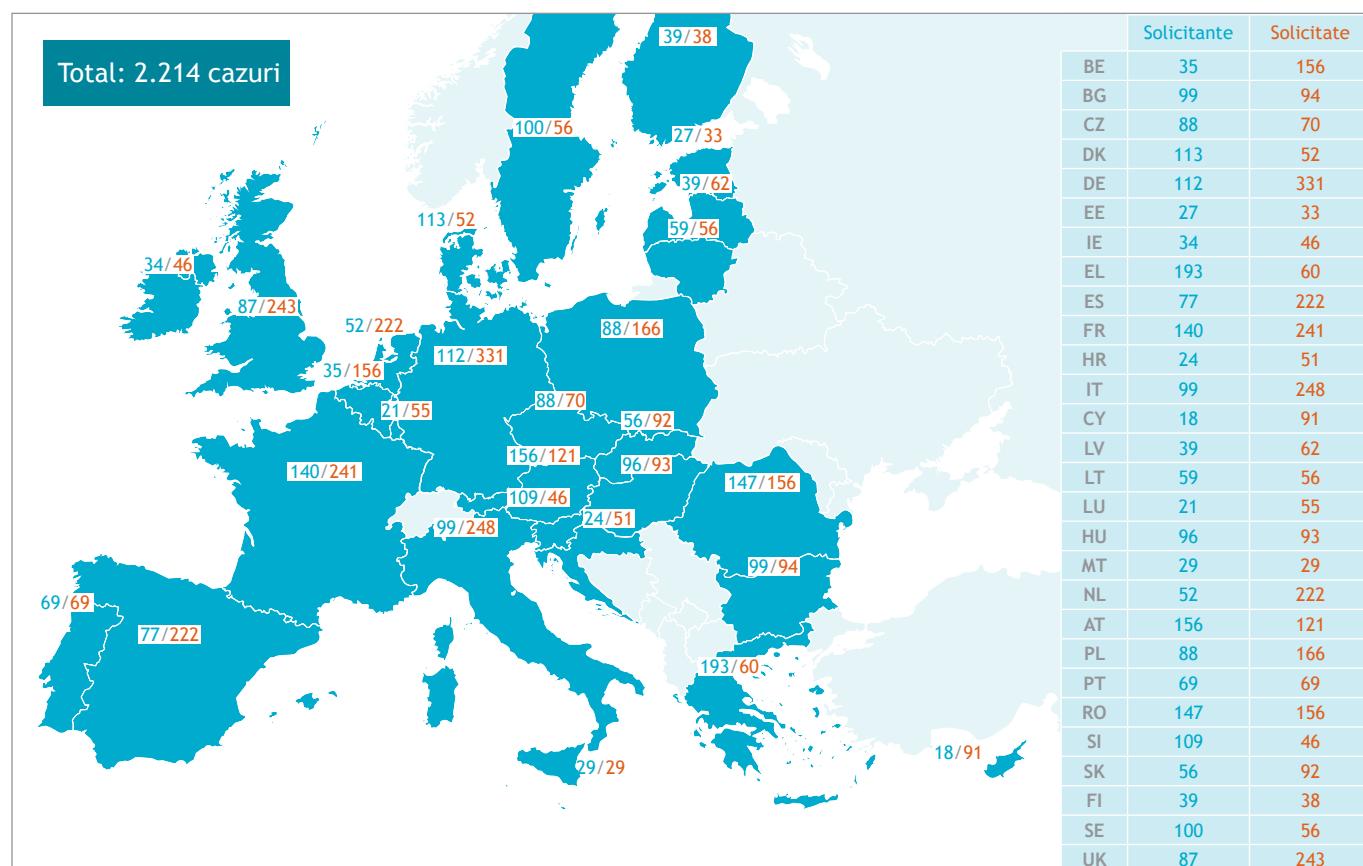 Total: 2.214 cazuri
39/38
100/56
27/33
39/62
113/52
59/56
34/46
87/243
52/222
88/166
112/331
35/156
88/70
21/55
56/92
156/121
96/93
140/241
147/156
109/46
24/51
99/248
99/94
69/69
77/222
193/60
18/91
29/29
Solicitante Solicitate
BE 35 156
BG 99 94
CZ 88 70
DK 113 52
DE 112 331
EE 27 33
IE 34 46
EL 193 60
ES 77 222
FR 140 241
HR 24 51
IT 99 248
CY 18 91
LV 39 62
LT 59 56
LU 21 55
HU 96 93
MT 29 29
NL 52 222
AT 156 121
PL 88 166
PT 69 69
RO 147 156
SI 109 46
SK 56 92
FI 39 38
SE 100 56
UK 87 243